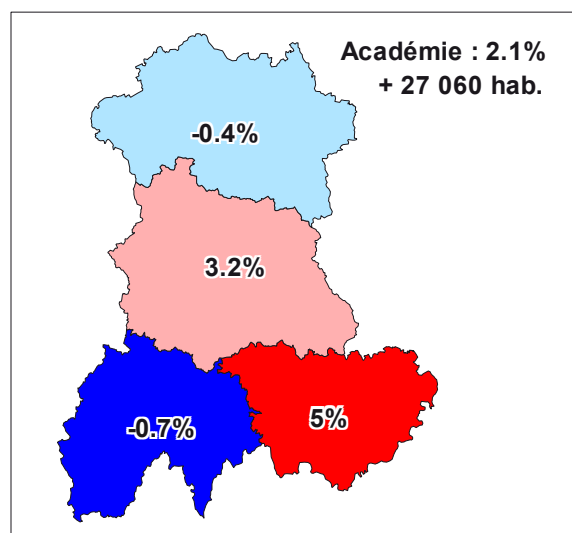 Académie : 2.1%
+ 27 060 hab.
-0.4%
3.2%
-0.7%
5%